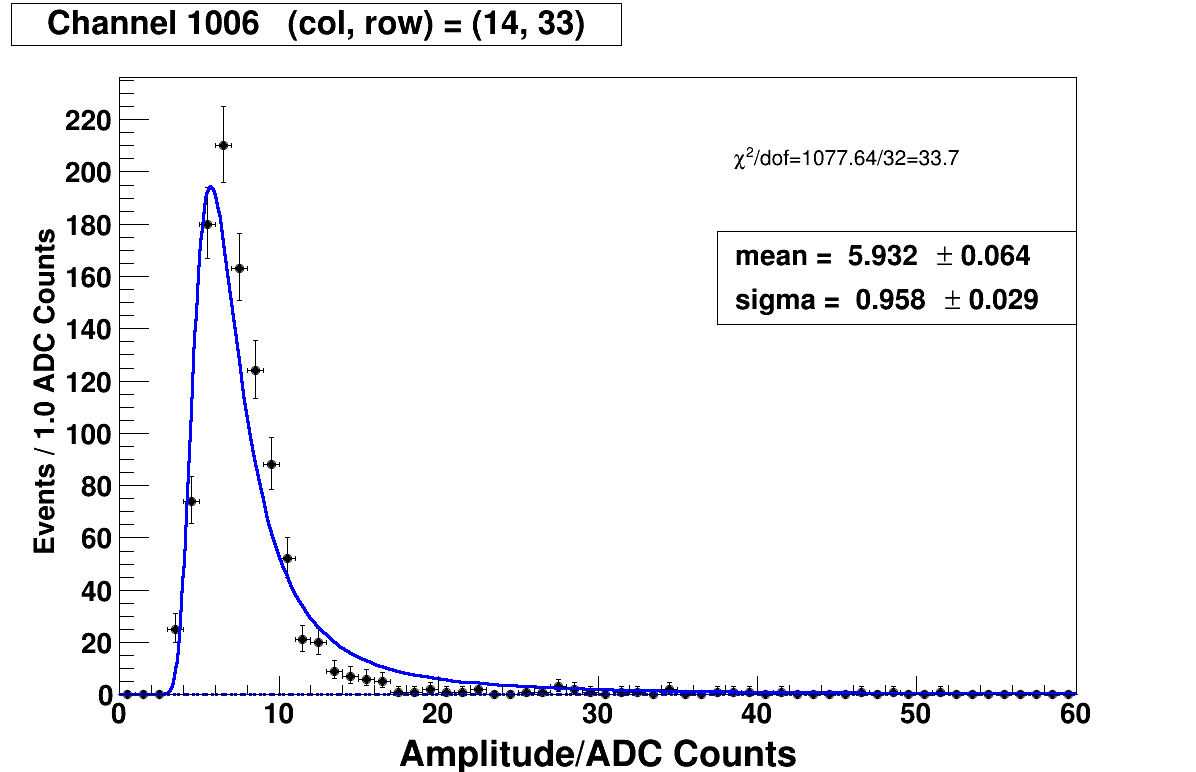 Channel 1006 (col, row) = (14, 33)
220
200
180
160
140
120
100
80
60
40
20
0
Events / 1.0 ADC Counts
χ²/dof=1077.64/32=33.7
mean = 5.932 ± 0.064
sigma = 0.958 ± 0.029
0 10 20 30 40 50 60
Amplitude/ADC Counts